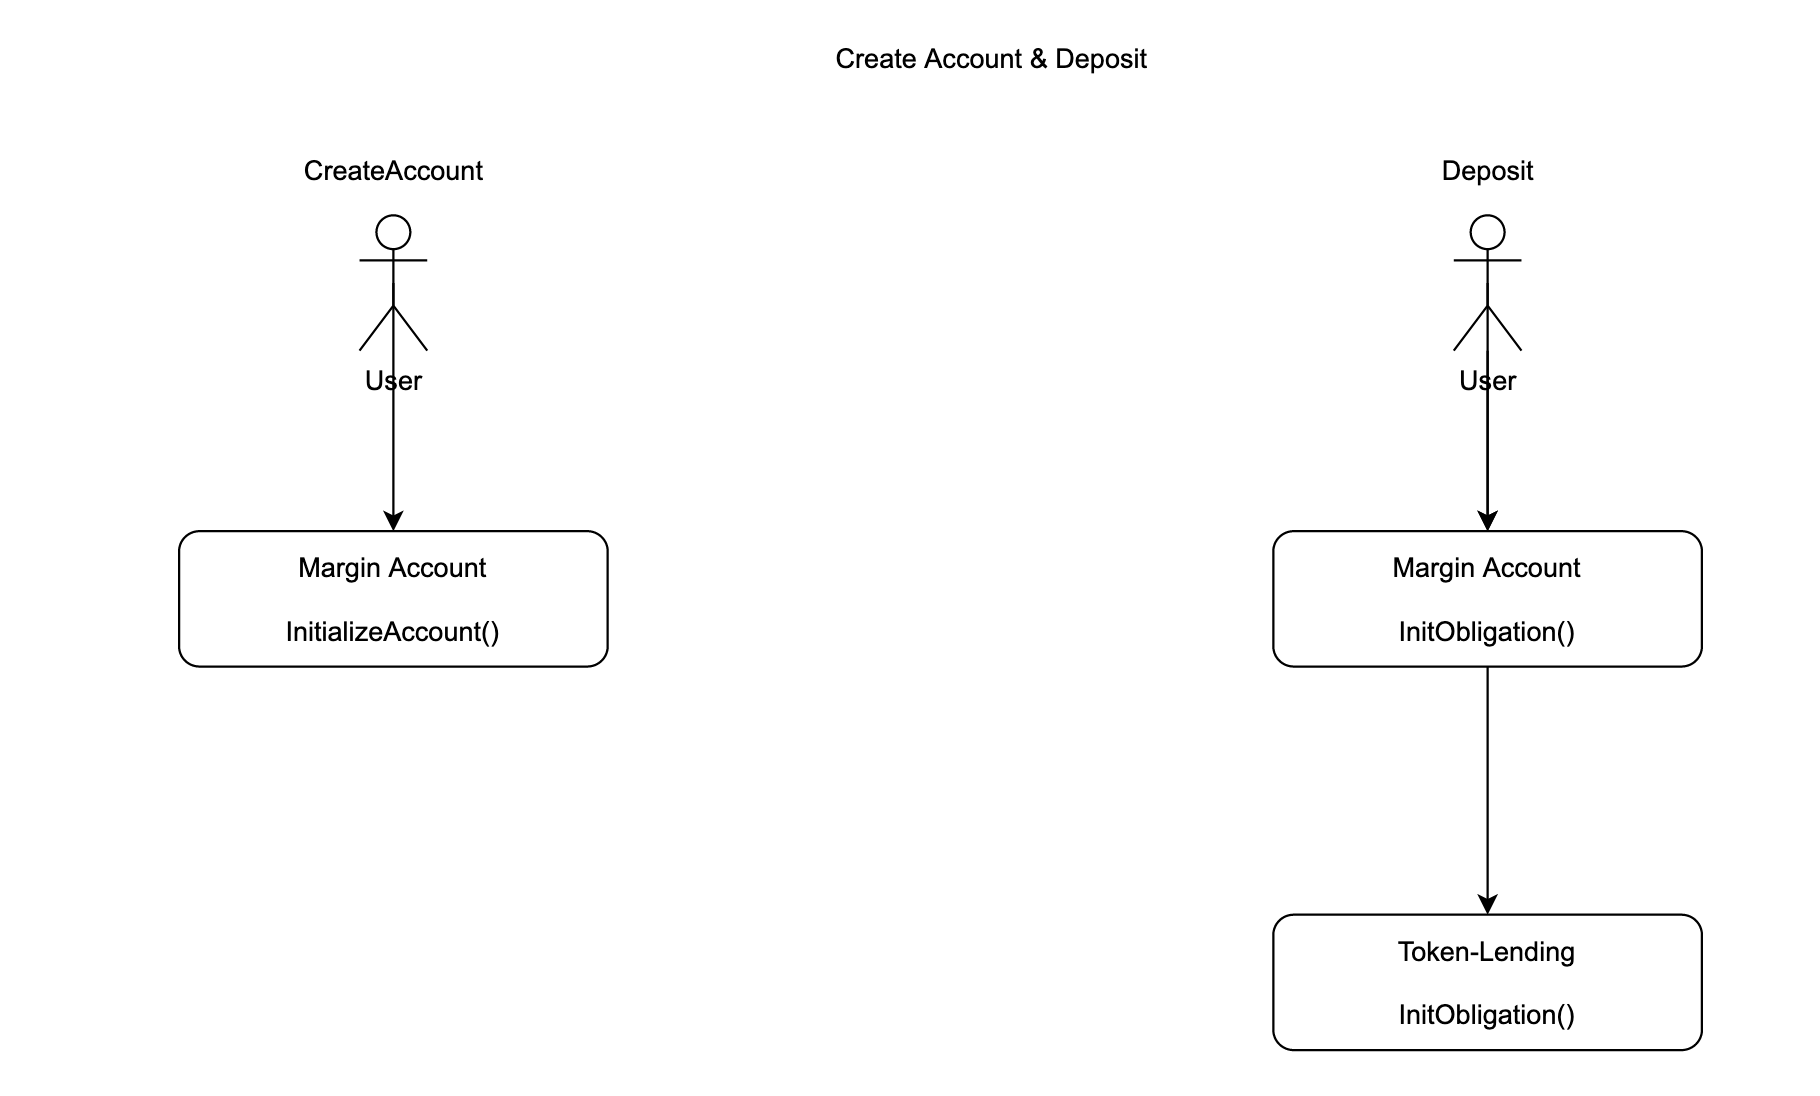 Create Account & Deposit
CreateAccount
User
Margin Account
InitializeAccount()
Deposit
User
Margin Account
InitObligation()
Token-Lending
InitObligation()